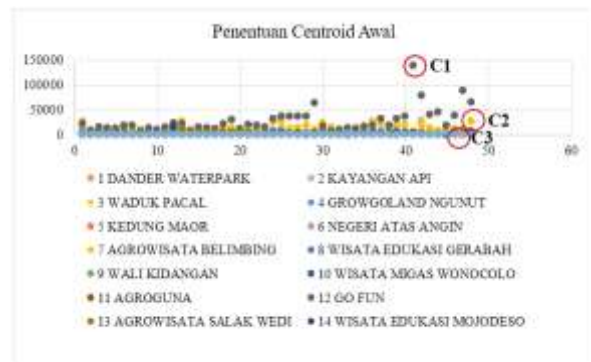 Penentuan Centroid Awal
150000
100000
50000
0
0 10 20 30 40 50 60
C1
C2
C3
1 DANDER WATERPARK
2 KAYANGAN API
3 WADUK PACAL
4 GROWGOLAND NGUNUT
5 KEDUNG MAOR
6 NEGERI ATAS ANGIN
7 AGROWISATA BELIMBING
8 WISATA EDUKASI GERABAH
9 WALI KIDANGAN
10 WISATA MIGAS WONOCOLO
11 AGROGUNA
12 GO FUN
13 AGROWISATA SALAK WEDI
14 WISATA EDUKASI MOJODESO